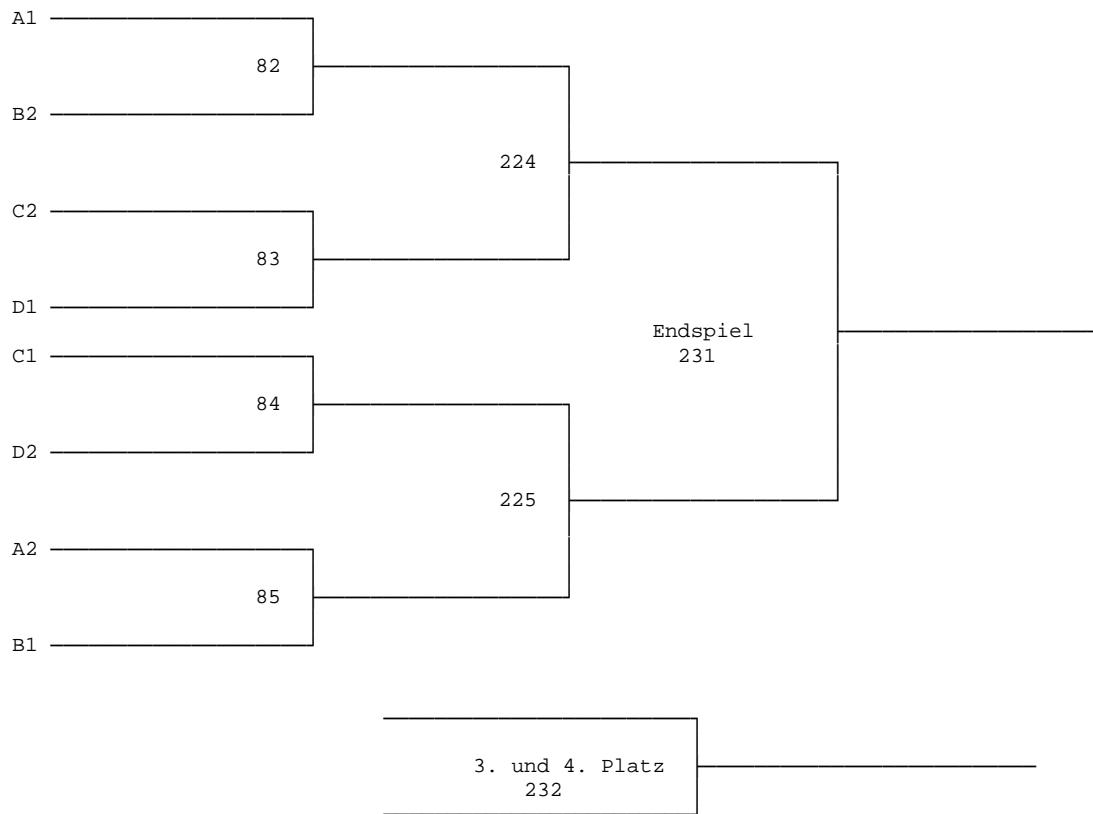 A1
82
B2
224
C2
83
D1
Endspiel
C1
231
84
D2
225
A2
85
B1
3. und 4. Platz
232